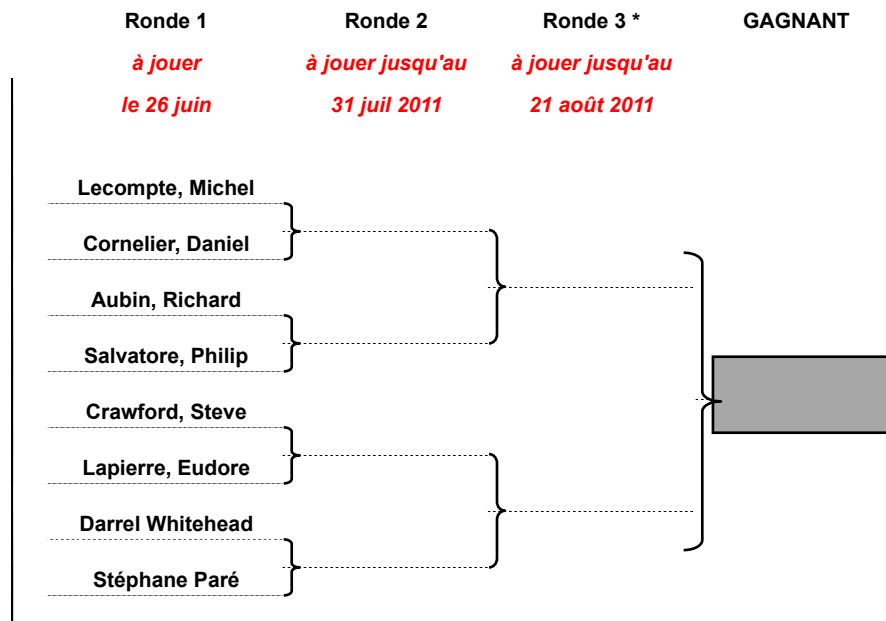 Ronde 1 Ronde 2 Ronde 3 * GAGNANT
à jouer à jouer jusqu'au à jouer jusqu'au
le 26 juin 31 juil 2011 21 août 2011
Lecompte, Michel
Cornelier, Daniel
Aubin, Richard
Salvatore, Philip
Crawford, Steve
Lapierre, Eudore
Darrel Whitehead
Stéphane Paré